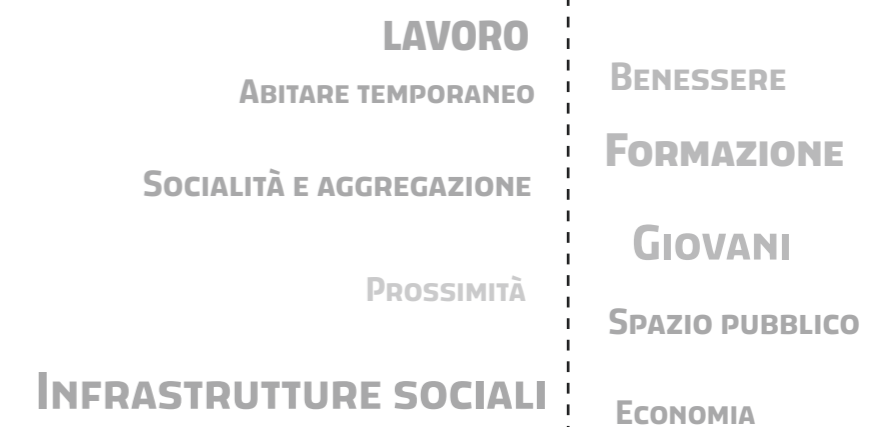 LAVORO
Abitare temporaneo
Socialità e aggregazione
Prossimità
Infrastrutture sociali
Benessere
Formazione
Giovani
Spazio pubblico
Economia